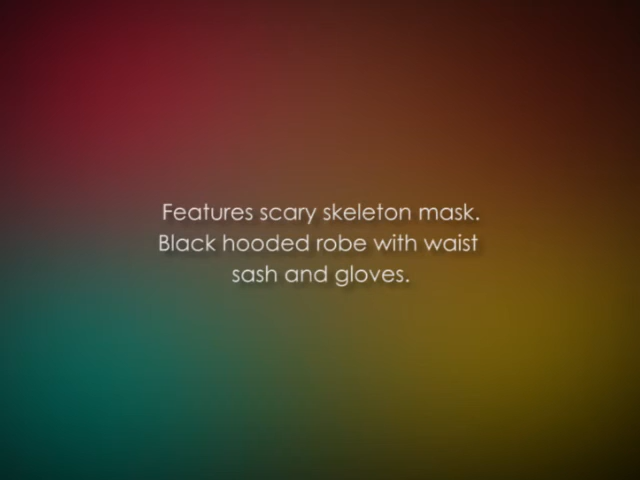 Features scary skeleton mask.
Black hooded robe with waist
sash and gloves.